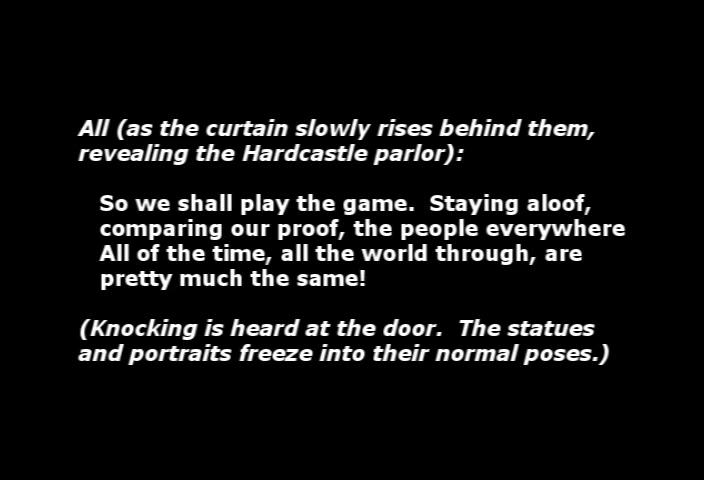 All (as the curtain slowly rises behind them,
revealing the Hardcastle parlor):
So we shall play the game.  Staying aloof,
comparing our proof, the people everywhere
All of the time, all the world through, are
pretty much the same!
(Knocking is heard at the door.  The statues
and portraits freeze into their normal poses.)